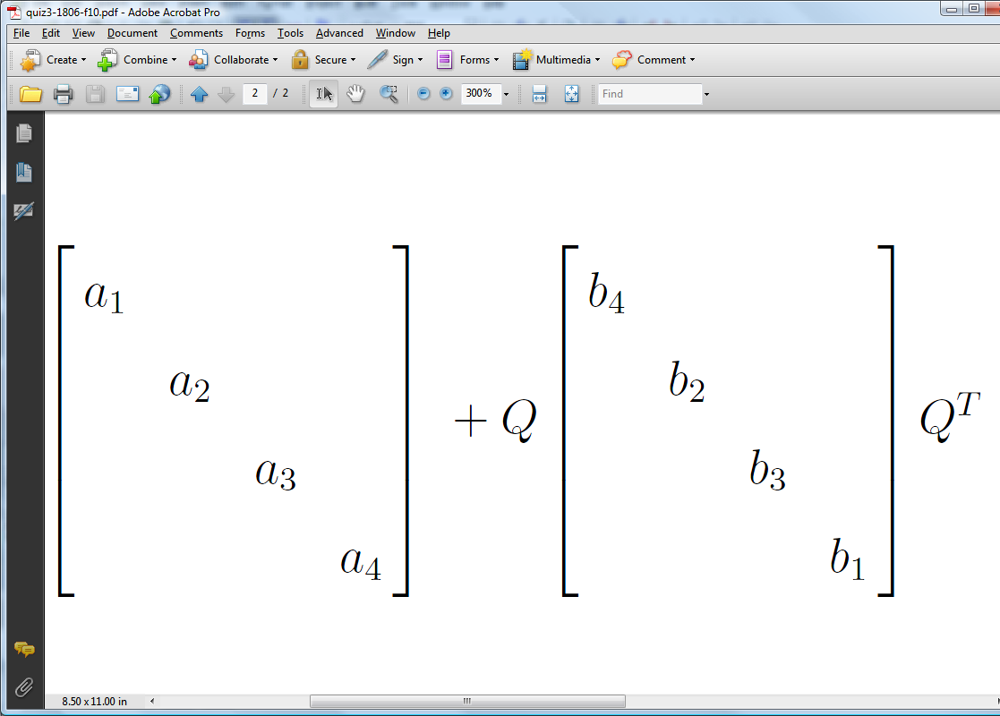 quiz3-1806-f10.pdf - Adobe Acrobat Pro
File Edit View Document Comments Forms Tools Advanced Window Help
Create Combine Collaborate Secure Sign Forms Multimedia Comment
2 / 2 300% Find
a₁ b₄
a₂ b₂
+ Q Qᵀ
a₃ b₃
a₄ b₁
8.50 x 11.00 in